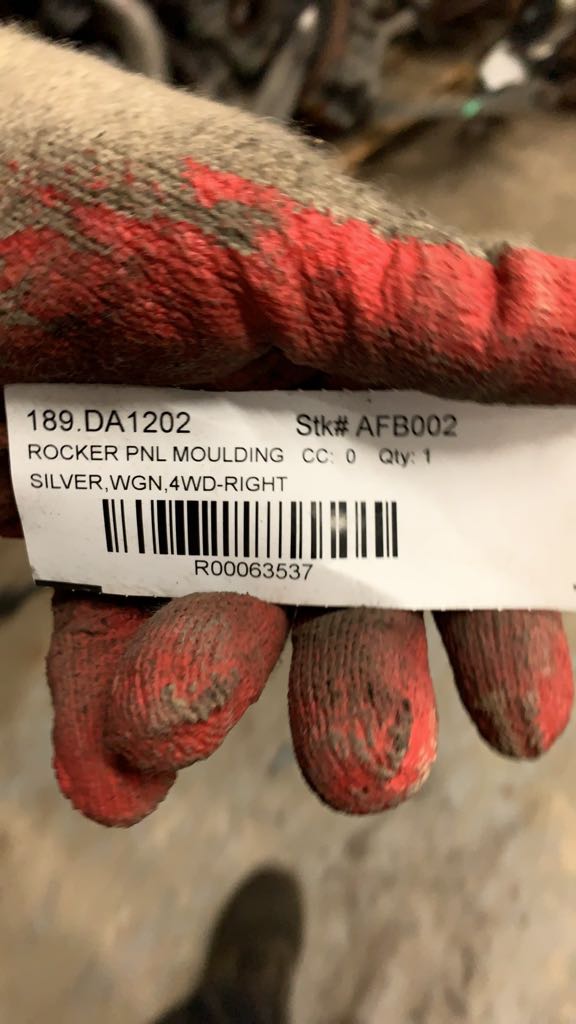 189.DA1202 Stk# AFB002
ROCKER PNL MOULDING CC: 0 Qty: 1
SILVER,WGN,4WD-RIGHT
R00063537